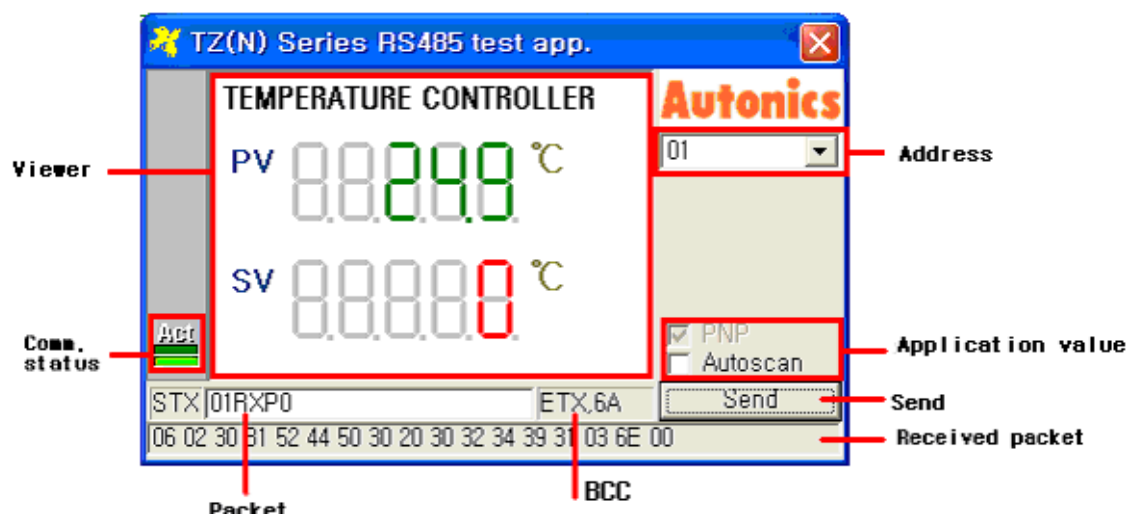 TZ(N) Series RS485 test app.
TEMPERATURE CONTROLLER
Autonics
PV 24.9 °C
01
Address
Viewer
SV 0 °C
Act
Comm.
status
PNP
Autoscan
Application value
STX 01RXP0 ETX,6A Send
Send
06 02 30 31 52 44 50 30 20 30 32 34 39 31 03 6E 00
Received packet
Packet
BCC